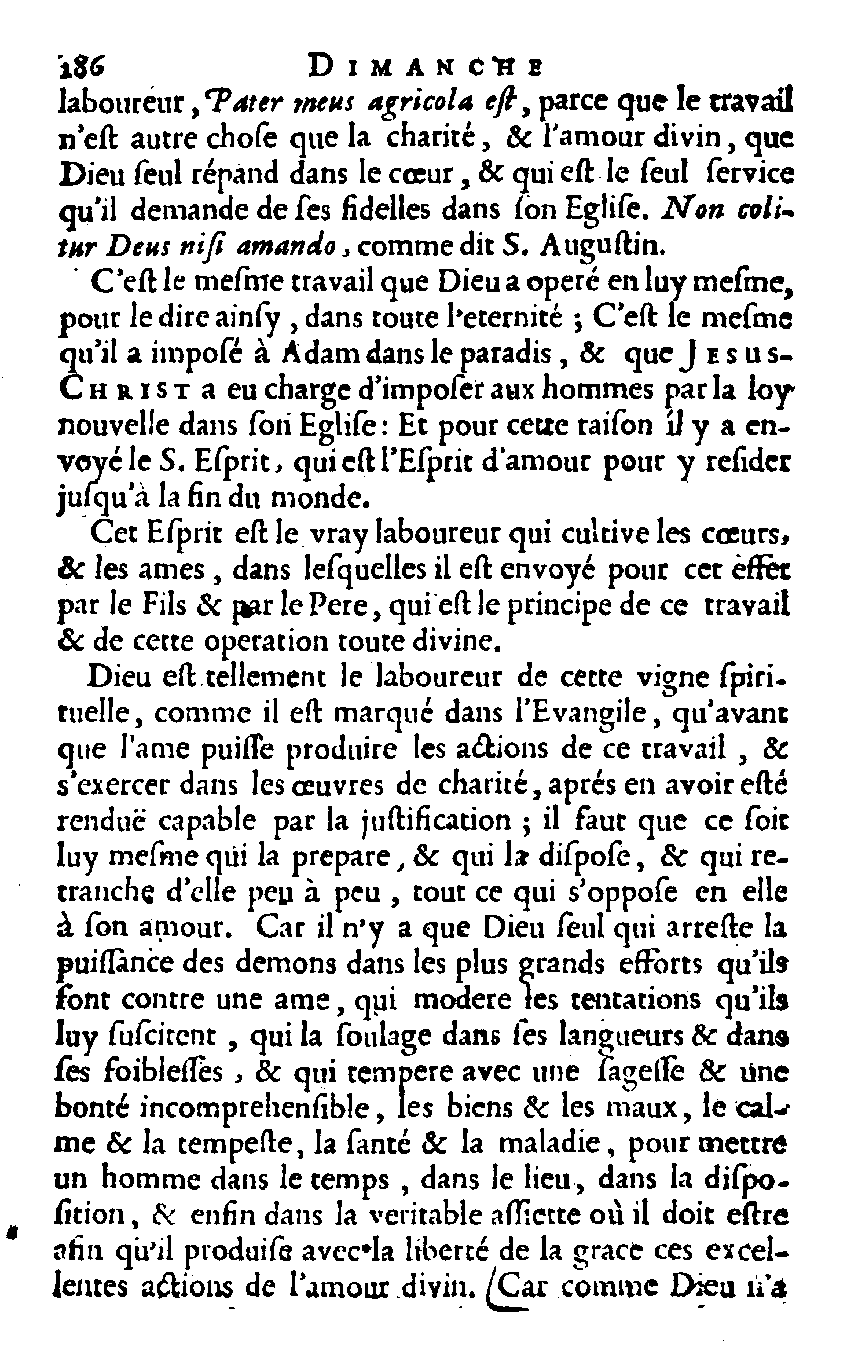 186 DIMANCHE
laboureur, Pater meus agricola eſt, parce que le travail
n'eſt autre choſe que la charité, & l'amour divin, que
Dieu ſeul répand dans le cœur, & qui eſt le ſeul ſervice
qu'il demande de ſes fidelles dans ſon Egliſe. Non coli-
tur Deus niſi amando, comme dit S. Auguſtin.
C'eſt le meſme travail que Dieu a operé en luy meſme,
pour le dire ainſy, dans toute l'eternité ; C'eſt le meſme
qu'il a impoſé à Adam dans le paradis, & que JESUS-
CHRIST a eu charge d'impoſer aux hommes par la loy
nouvelle dans ſon Egliſe: Et pour cette raiſon il y a en-
voyé le S. Eſprit, qui eſt l'Eſprit d'amour pour y reſider
juſqu'à la fin du monde.
Cet Eſprit eſt le vray laboureur qui cultive les cœurs,
& les ames, dans leſquelles il eſt envoyé pour cet effet
par le Fils & par le Pere, qui eſt le principe de ce travail
& de cette operation toute divine.
Dieu eſt tellement le laboureur de cette vigne ſpiri-
tuelle, comme il eſt marqué dans l'Evangile, qu'avant
que l'ame puiſſe produire les actions de ce travail, &
s'exercer dans les œuvres de charité, aprés en avoir eſté
renduë capable par la juſtification ; il faut que ce ſoit
luy meſme qui la prepare, & qui la diſpoſe, & qui re-
tranche d'elle peu à peu, tout ce qui s'oppoſe en elle
à ſon amour. Car il n'y a que Dieu ſeul qui arreſte la
puiſſance des demons dans les plus grands efforts qu'ils
font contre une ame, qui modere les tentations qu'ils
luy ſuſcitent, qui la ſoulage dans ſes langueurs & dans
ſes foibleſſes, & qui tempere avec une ſageſſe & une
bonté incomprehenſible, les biens & les maux, le cal-
me & la tempeſte, la ſanté & la maladie, pour mettre
un homme dans le temps, dans le lieu, dans la diſpo-
ſition, & enfin dans la veritable aſſiette où il doit eſtre
afin qu'il produiſe avec la liberté de la grace ces excel-
lentes actions de l'amour divin. (Car comme Dieu n'a